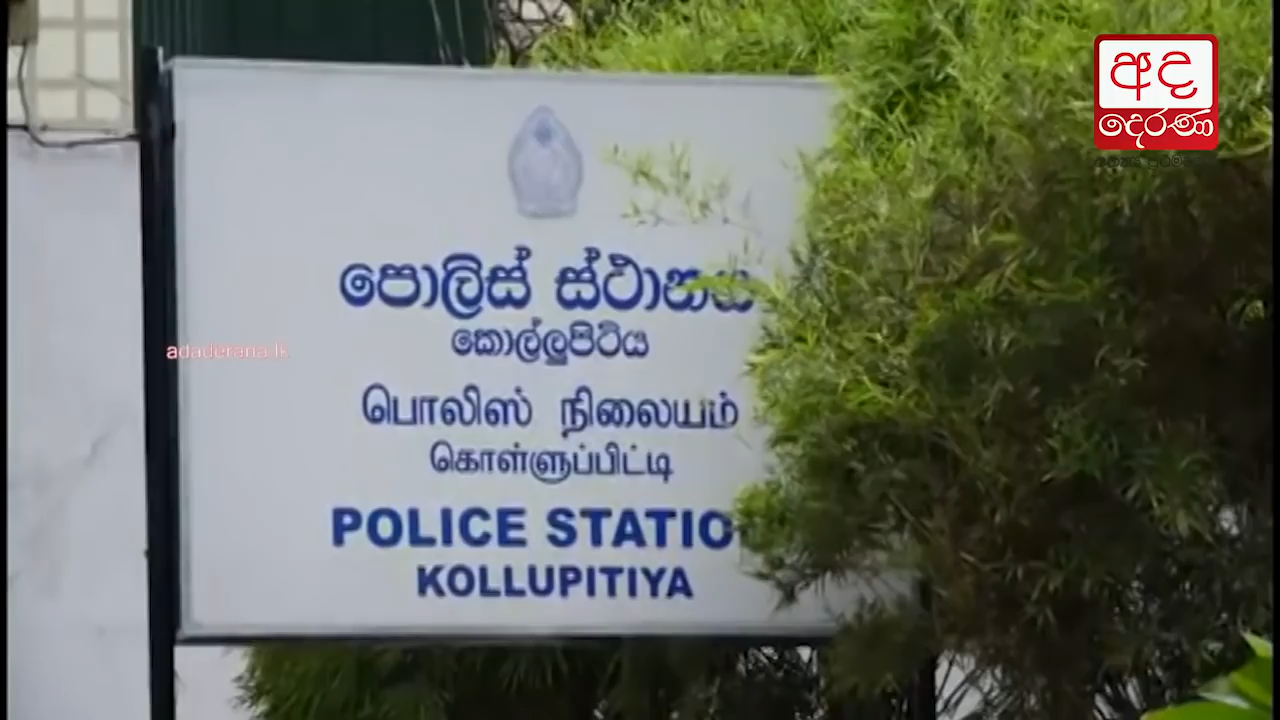 අද
දෙරණ
පොලිස් ස්ථානය
කොල්ලුපිටිය
adaderana.lk
பொலிஸ் நிலையம்
கொள்ளுப்பிட்டி
POLICE STATIO
KOLLUPITIYA